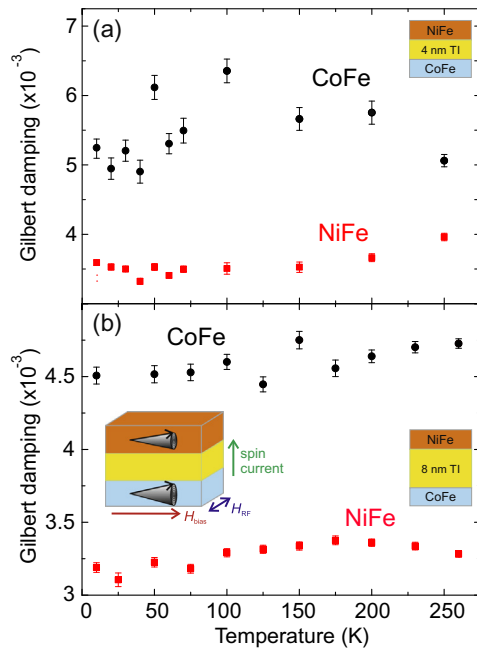 (a)
NiFe
4 nm TI
CoFe
CoFe
NiFe
Gilbert damping (x10⁻³)
7
6
5
4
(b)
CoFe
NiFe
8 nm TI
CoFe
spin
current
H_RF
H_bias
NiFe
Gilbert damping (x10⁻³)
4.5
4
3.5
3
0
50
100
150
200
250
Temperature (K)